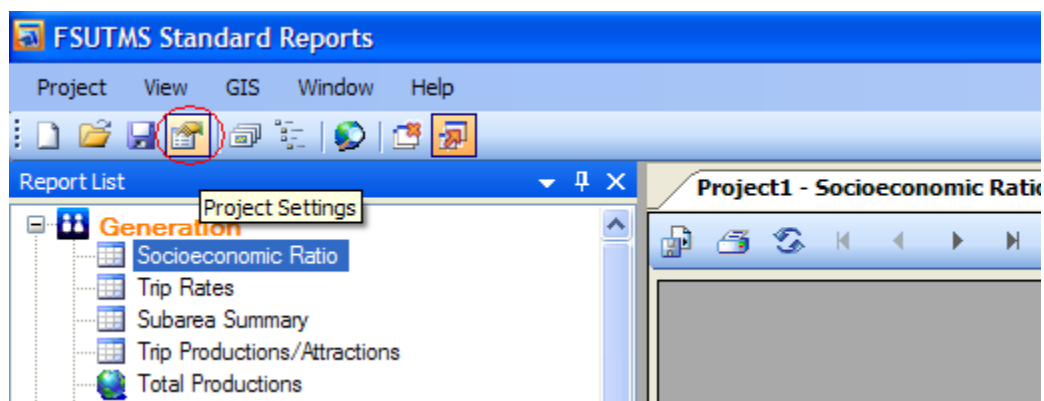 FSUTMS Standard Reports
Project View GIS Window Help
Report List
Project1 - Socioeconomic Ratio
Project Settings
Generation
Socioeconomic Ratio
Trip Rates
Subarea Summary
Trip Productions/Attractions
Total Productions